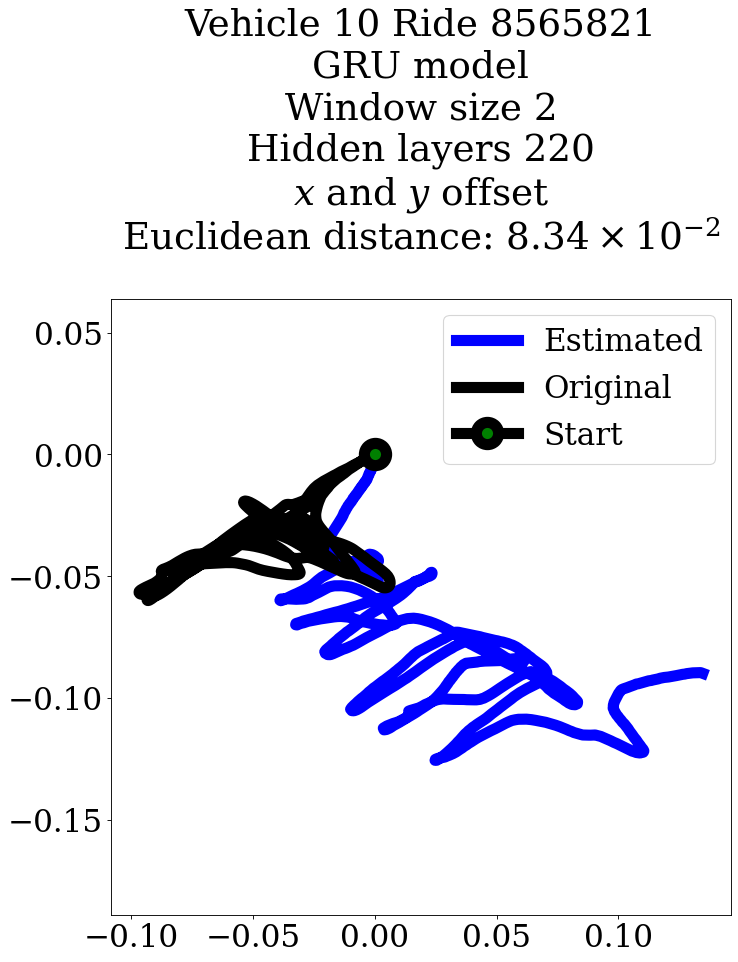 Vehicle 10 Ride 8565821
GRU model
Window size 2
Hidden layers 220
x and y offset
Euclidean distance: 8.34 × 10⁻²
Estimated
Original
Start
0.05
0.00
−0.05
−0.10
−0.15
−0.10 −0.05 0.00 0.05 0.10